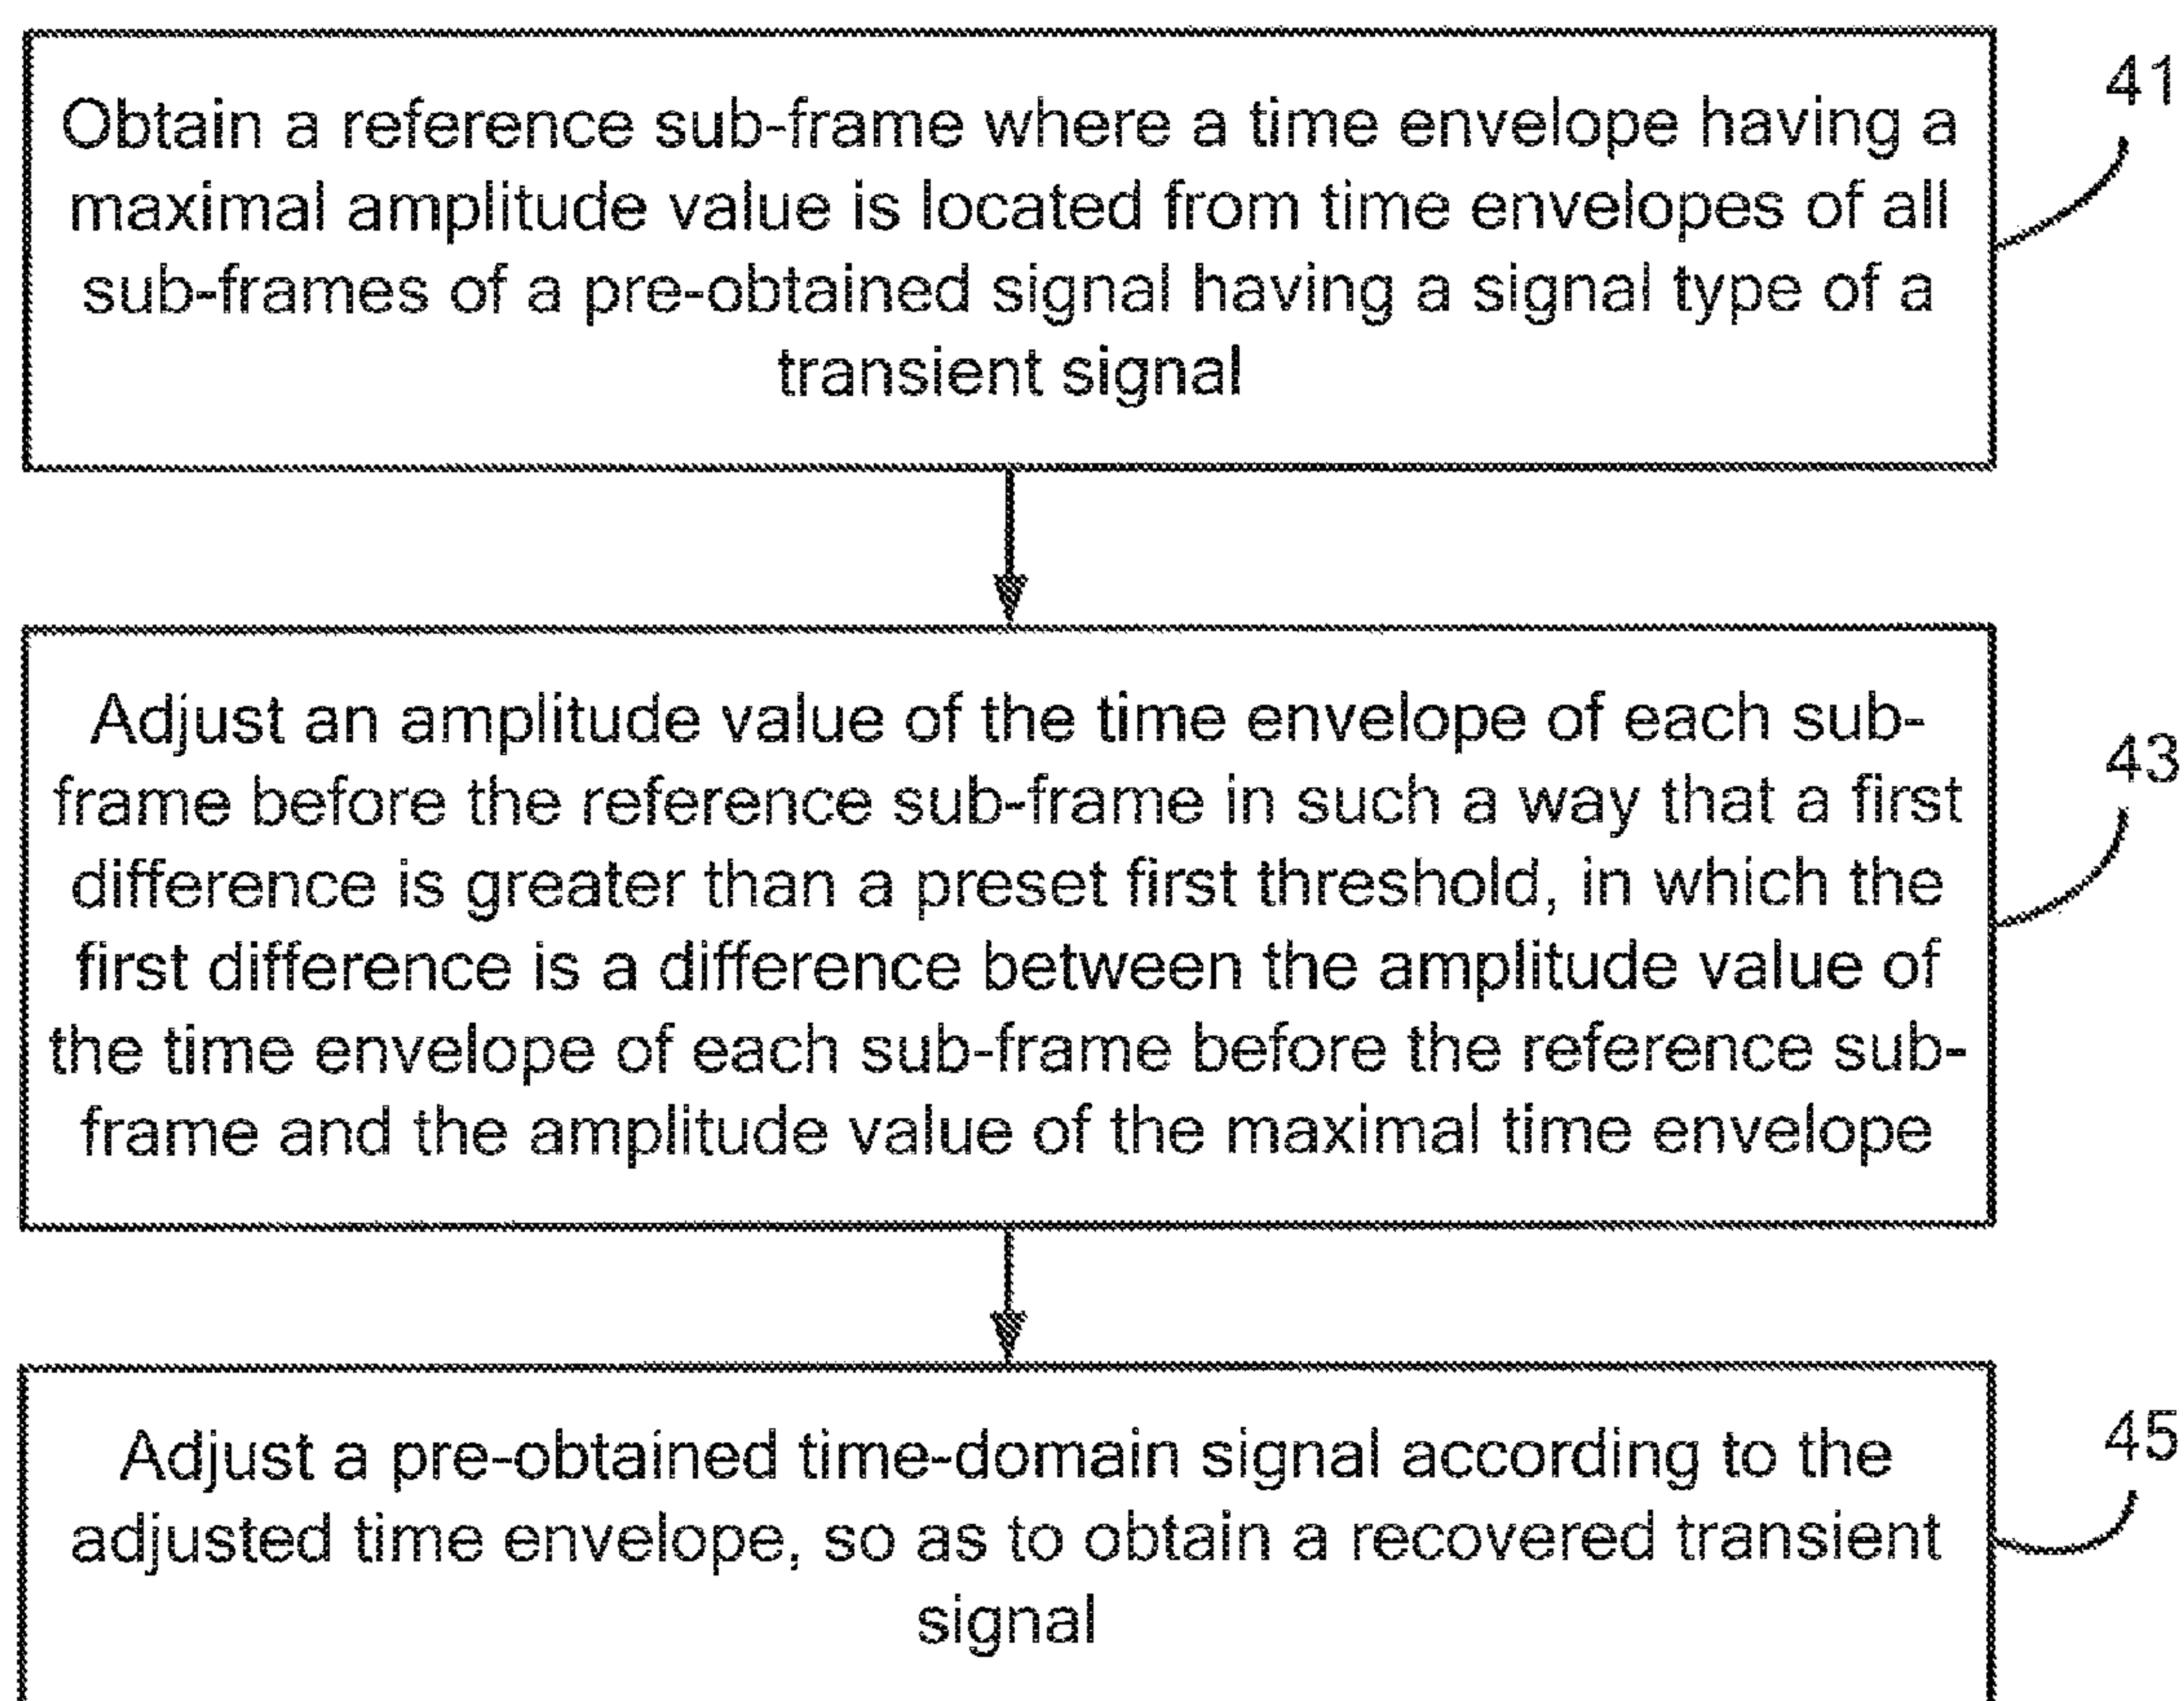 41
Obtain a reference sub-frame where a time envelope having a
maximal amplitude value is located from time envelopes of all
sub-frames of a pre-obtained signal having a signal type of a
transient signal
43
Adjust an amplitude value of the time envelope of each sub-
frame before the reference sub-frame in such a way that a first
difference is greater than a preset first threshold, in which the
first difference is a difference between the amplitude value of
the time envelope of each sub-frame before the reference sub-
frame and the amplitude value of the maximal time envelope
45
Adjust a pre-obtained time-domain signal according to the
adjusted time envelope, so as to obtain a recovered transient
signal